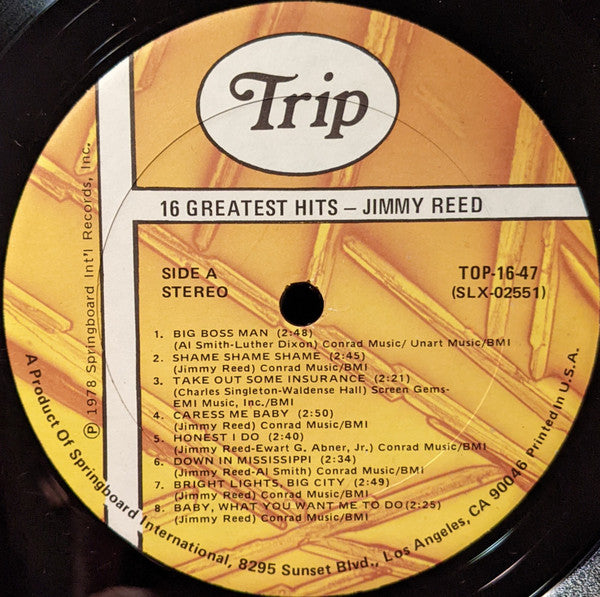 Trip
16 GREATEST HITS – JIMMY REED
SIDE A
STEREO
TOP-16-47
(SLX-02551)
1. BIG BOSS MAN (2:48)
(Al Smith-Luther Dixon) Conrad Music/ Unart Music/BMI
2. SHAME SHAME SHAME (2:45)
(Jimmy Reed) Conrad Music/BMI
3. TAKE OUT SOME INSURANCE (2:21)
(Charles Singleton-Waldense Hall) Screen Gems-
EMI Music, Inc./BMI
4. CARESS ME BABY (2:50)
(Jimmy Reed) Conrad Music/BMI
5. HONEST I DO (2:40)
(Jimmy Reed-Ewart G. Abner, Jr.) Conrad Music/BMI
6. DOWN IN MISSISSIPPI (2:34)
(Jimmy Reed-Al Smith) Conrad Music/BMI
7. BRIGHT LIGHTS, BIG CITY (2:49)
(Jimmy Reed) Conrad Music/BMI
8. BABY, WHAT YOU WANT ME TO DO(2:25)
(Jimmy Reed) Conrad Music/BMI
℗ 1978 Springboard Int'l Records, Inc.
A Product Of Springboard International, 8295 Sunset Blvd., Los Angeles, CA 90046 Printed In U.S.A.